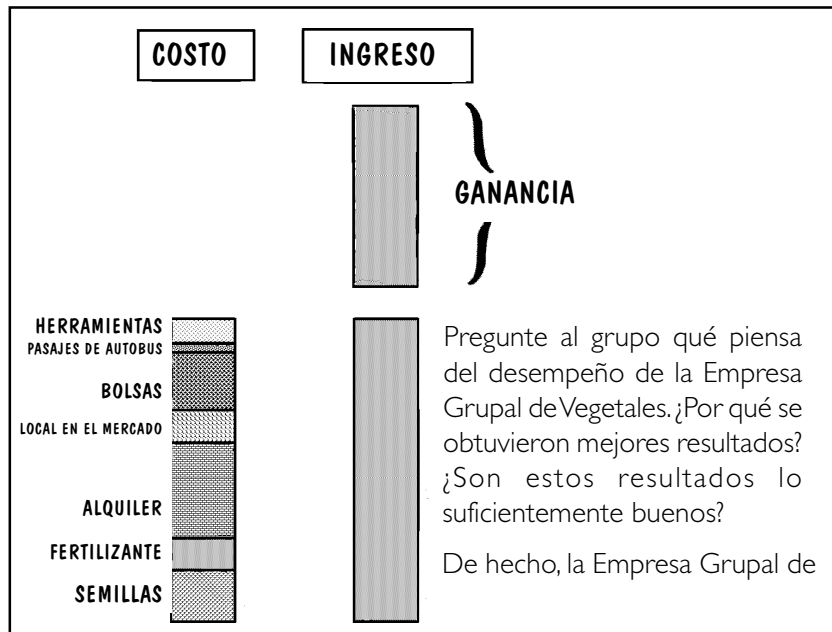 COSTO
INGRESO
GANANCIA
HERRAMIENTAS
PASAJES DE AUTOBUS
BOLSAS
LOCAL EN EL MERCADO
ALQUILER
FERTILIZANTE
SEMILLAS
Pregunte al grupo qué piensa
del desempeño de la Empresa
Grupal de Vegetales. ¿Por qué se
obtuvieron mejores resultados?
¿Son estos resultados lo
suficientemente buenos?
De hecho, la Empresa Grupal de